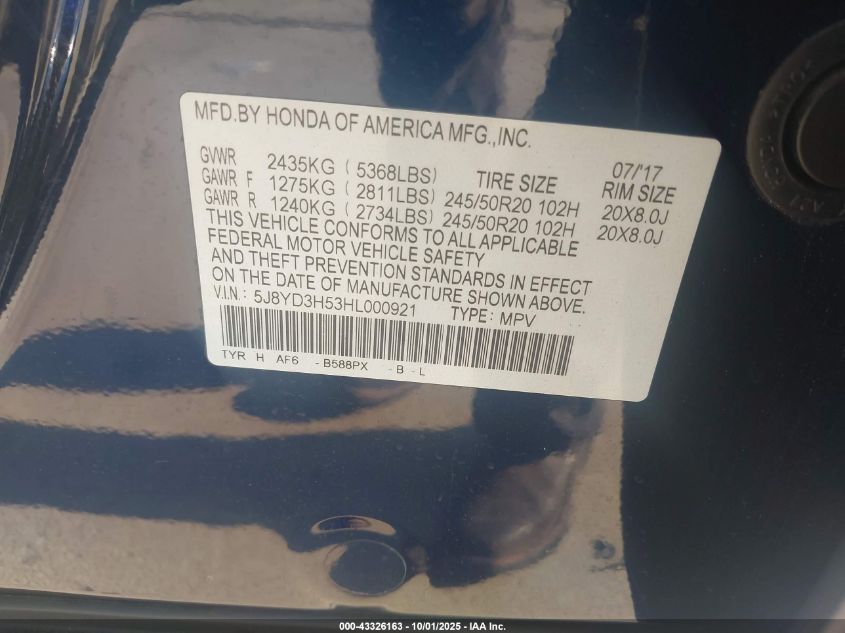 MFD.BY HONDA OF AMERICA MFG.,INC.
07/'17
GVWR 2435KG ( 5368LBS) TIRE SIZE RIM SIZE
GAWR F 1275KG ( 2811LBS) 245/50R20 102H 20X8.0J
GAWR R 1240KG ( 2734LBS) 245/50R20 102H 20X8.0J
THIS VEHICLE CONFORMS TO ALL APPLICABLE
FEDERAL MOTOR VEHICLE SAFETY
AND THEFT PREVENTION STANDARDS IN EFFECT
ON THE DATE OF MANUFACTURE SHOWN ABOVE.
V.I.N: 5J8YD3H53HL000921 TYPE: MPV
TYR H AF6 -B588PX -B -L
000-43326163 - 10/01/2025 - IAA Inc.